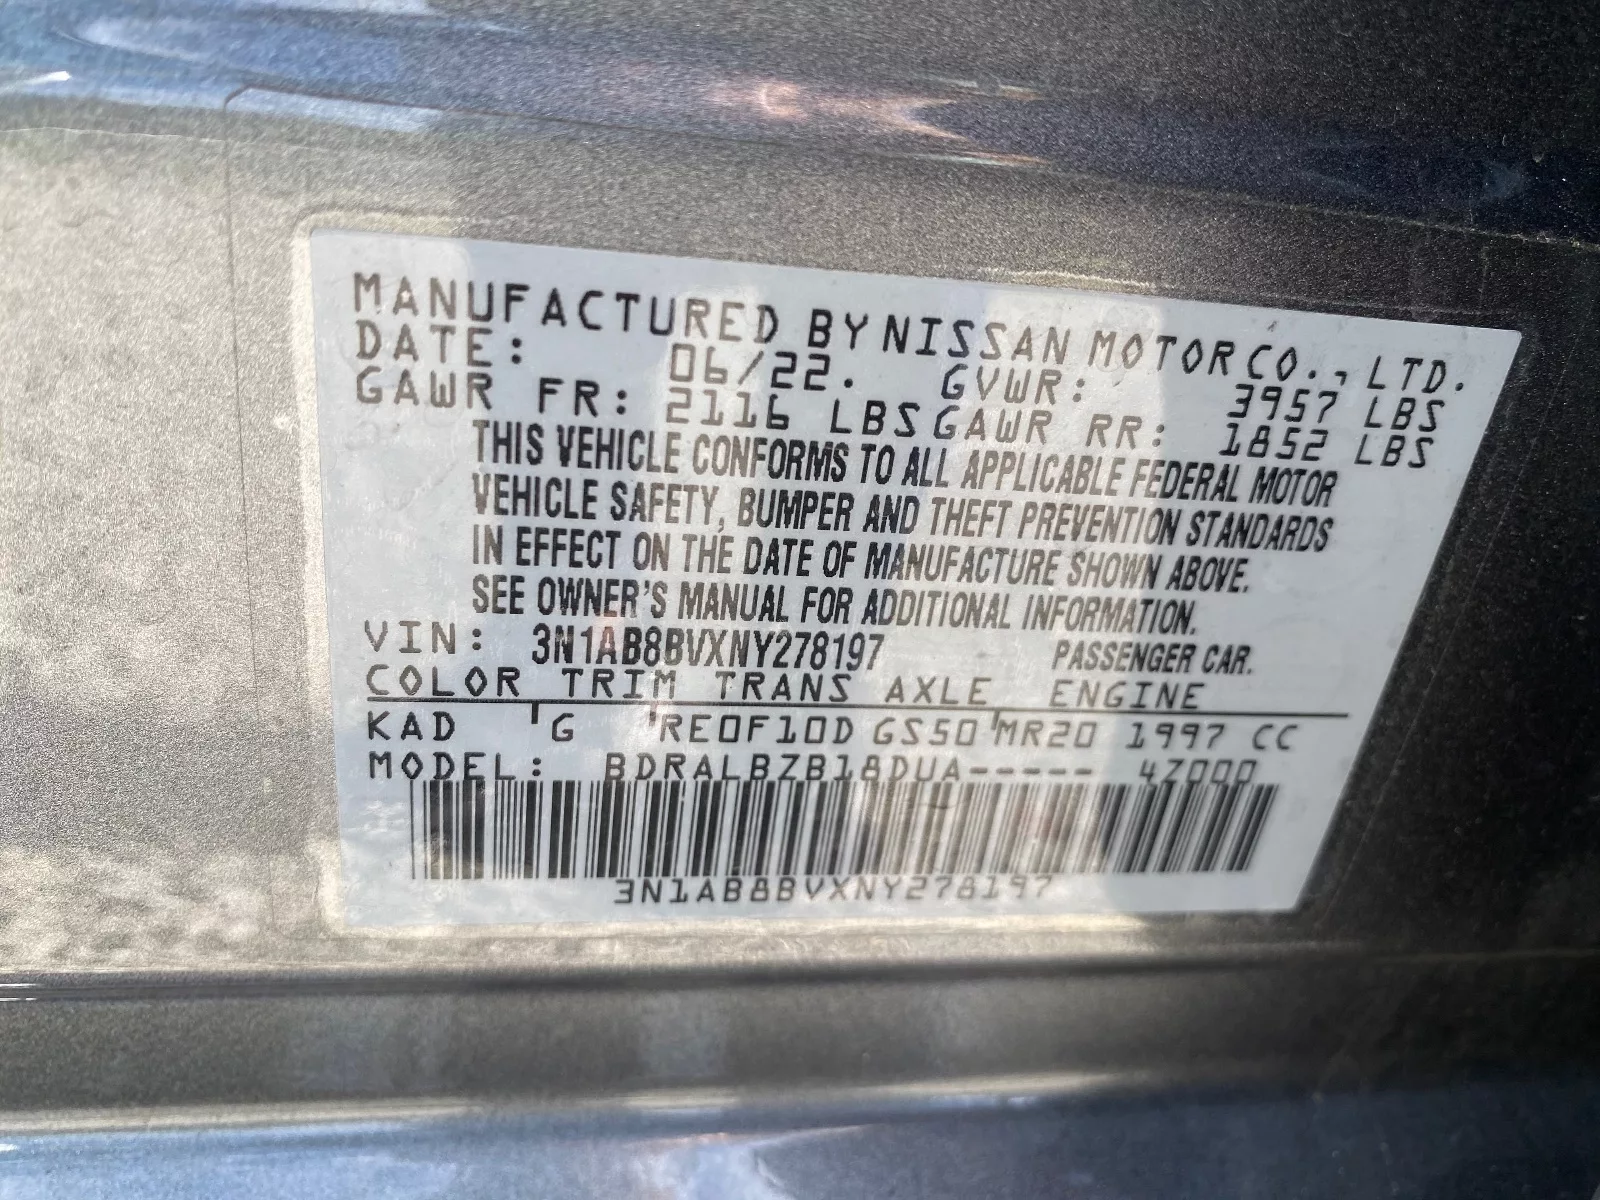 MANUFACTURED BY NISSAN MOTOR CO., LTD.
DATE: 06/22. GVWR: 3957 LBS
GAWR FR: 2116 LBS GAWR RR: 1852 LBS
THIS VEHICLE CONFORMS TO ALL APPLICABLE FEDERAL MOTOR
VEHICLE SAFETY, BUMPER AND THEFT PREVENTION STANDARDS
IN EFFECT ON THE DATE OF MANUFACTURE SHOWN ABOVE.
SEE OWNER'S MANUAL FOR ADDITIONAL INFORMATION.
VIN: 3N1AB8BVXNY278197 PASSENGER CAR.
COLOR TRIM TRANS AXLE ENGINE
KAD G RE0F10D GS50 MR20 1997 CC
MODEL: BDRALBZB18DUA----- 4Z000
3N1AB8BVXNY278197